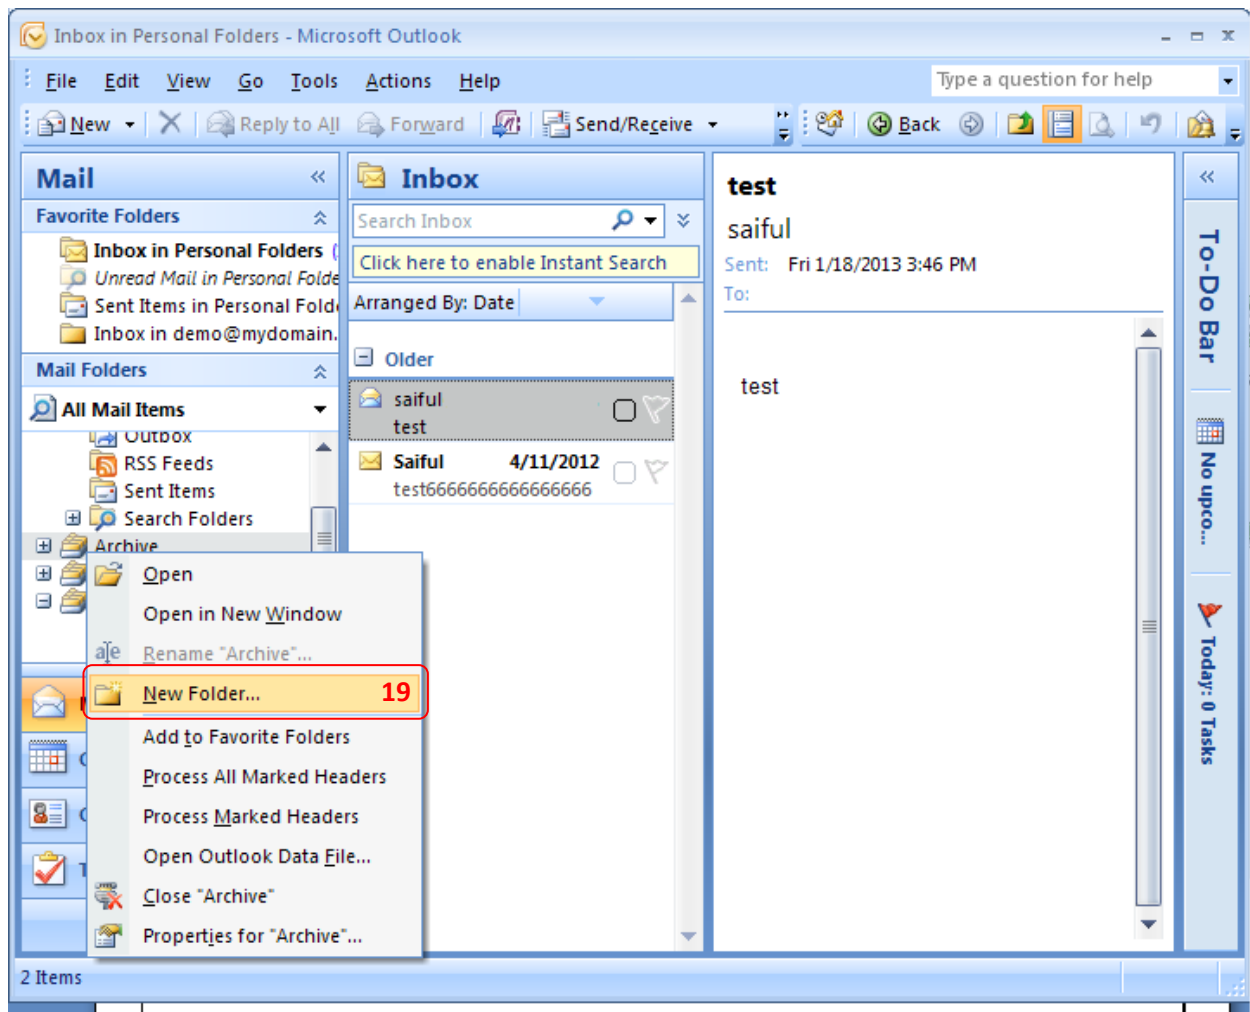 Inbox in Personal Folders - Microsoft Outlook
File Edit View Go Tools Actions Help
Type a question for help
New Reply to All Forward Send/Receive Back
Mail
Favorite Folders
Inbox in Personal Folders (
Unread Mail in Personal Folde
Sent Items in Personal Folde
Inbox in demo@mydomain.
Mail Folders
All Mail Items
Outbox
RSS Feeds
Sent Items
Search Folders
Archive
Open
Open in New Window
Rename "Archive"...
New Folder... 19
Add to Favorite Folders
Process All Marked Headers
Process Marked Headers
Open Outlook Data File...
Close "Archive"
Properties for "Archive"...
Inbox
Search Inbox
Click here to enable Instant Search
Arranged By: Date
Older
saiful
test
Saiful 4/11/2012
test6666666666666666
test
saiful
Sent: Fri 1/18/2013 3:46 PM
To:
test
To-Do Bar
No upco...
Today: 0 Tasks
2 Items